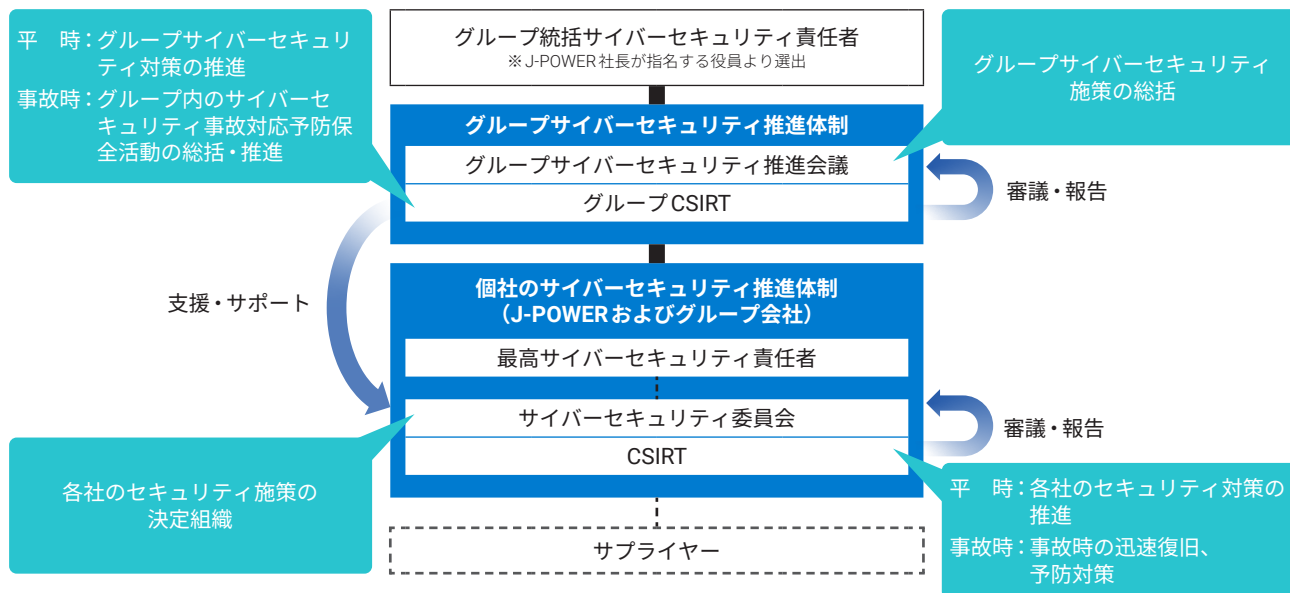 平　時：グループサイバーセキュリ
ティ対策の推進
事故時：グループ内のサイバーセ
キュリティ事故対応予防保
全活動の総括・推進
グループ統括サイバーセキュリティ責任者
※J-POWER社長が指名する役員より選出
グループサイバーセキュリティ
施策の総括
グループサイバーセキュリティ推進体制
グループサイバーセキュリティ推進会議
グループCSIRT
審議・報告
支援・サポート
個社のサイバーセキュリティ推進体制
（J-POWERおよびグループ会社）
最高サイバーセキュリティ責任者
サイバーセキュリティ委員会
CSIRT
審議・報告
各社のセキュリティ施策の
決定組織
平　時：各社のセキュリティ対策の
推進
事故時：事故時の迅速復旧、
予防対策
サプライヤー